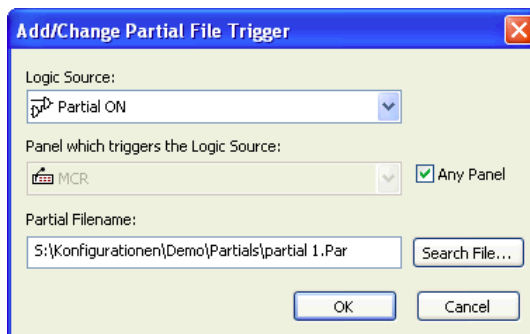 Add/Change Partial File Trigger
Logic Source:
Partial ON
Panel which triggers the Logic Source:
MCR
Any Panel
Partial Filename:
S:\Konfigurationen\Demo\Partials\partial 1.Par
Search File...
OK
Cancel